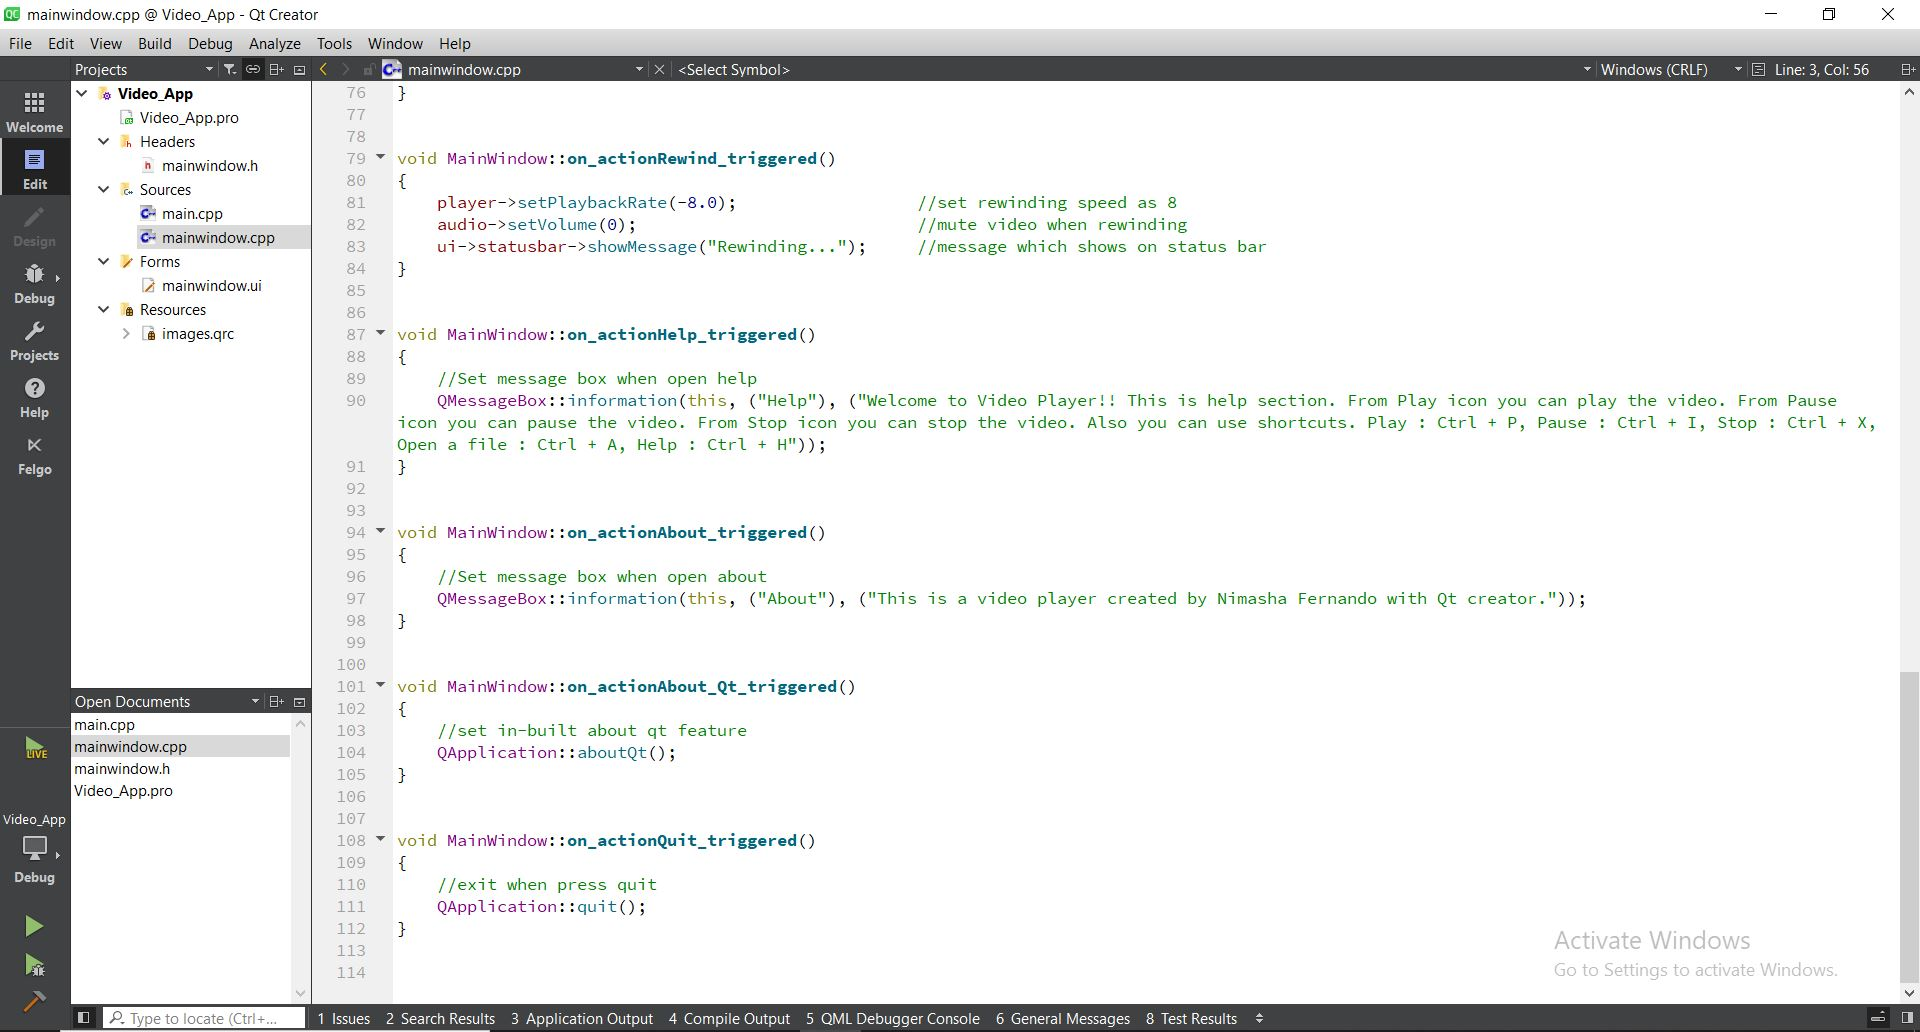 mainwindow.cpp @ Video_App - Qt Creator
File Edit View Build Debug Analyze Tools Window Help
Projects
mainwindow.cpp
<Select Symbol>
Windows (CRLF)
Line: 3, Col: 56
Welcome
Edit
Design
Debug
Projects
Help
Felgo
LIVE
Video_App
Debug
Video_App
Video_App.pro
Headers
mainwindow.h
Sources
main.cpp
mainwindow.cpp
Forms
mainwindow.ui
Resources
images.qrc
Open Documents
main.cpp
mainwindow.cpp
mainwindow.h
Video_App.pro
76 }
77
78
79 void MainWindow::on_actionRewind_triggered()
80 {
81 player->setPlaybackRate(-8.0); //set rewinding speed as 8
82 audio->setVolume(0); //mute video when rewinding
83 ui->statusbar->showMessage("Rewinding..."); //message which shows on status bar
84 }
85
86
87 void MainWindow::on_actionHelp_triggered()
88 {
89 //Set message box when open help
90 QMessageBox::information(this, ("Help"), ("Welcome to Video Player!! This is help section. From Play icon you can play the video. From Pause
icon you can pause the video. From Stop icon you can stop the video. Also you can use shortcuts. Play : Ctrl + P, Pause : Ctrl + I, Stop : Ctrl + X,
Open a file : Ctrl + A, Help : Ctrl + H"));
91 }
92
93
94 void MainWindow::on_actionAbout_triggered()
95 {
96 //Set message box when open about
97 QMessageBox::information(this, ("About"), ("This is a video player created by Nimasha Fernando with Qt creator."));
98 }
99
100
101 void MainWindow::on_actionAbout_Qt_triggered()
102 {
103 //set in-built about qt feature
104 QApplication::aboutQt();
105 }
106
107
108 void MainWindow::on_actionQuit_triggered()
109 {
110 //exit when press quit
111 QApplication::quit();
112 }
113
114
Activate Windows
Go to Settings to activate Windows.
Type to locate (Ctrl+...
1 Issues 2 Search Results 3 Application Output 4 Compile Output 5 QML Debugger Console 6 General Messages 8 Test Results